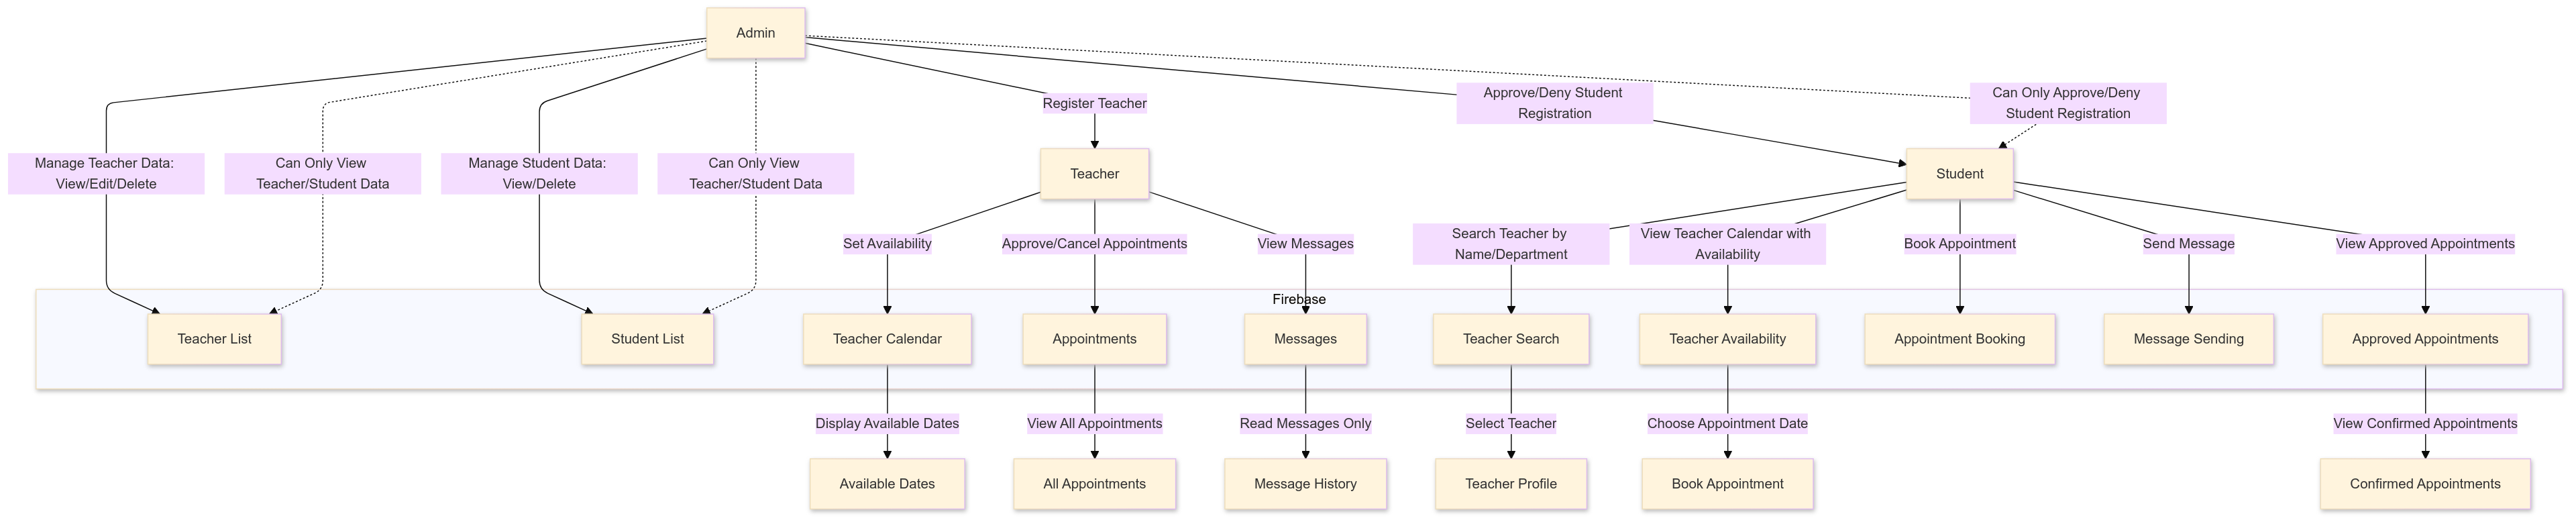 Admin
Register Teacher
Approve/Deny Student
Registration
Can Only Approve/Deny
Student Registration
Manage Teacher Data:
View/Edit/Delete
Can Only View
Teacher/Student Data
Manage Student Data:
View/Delete
Can Only View
Teacher/Student Data
Teacher
Student
Set Availability
Approve/Cancel Appointments
View Messages
Search Teacher by
Name/Department
View Teacher Calendar with
Availability
Book Appointment
Send Message
View Approved Appointments
Firebase
Teacher List
Student List
Teacher Calendar
Appointments
Messages
Teacher Search
Teacher Availability
Appointment Booking
Message Sending
Approved Appointments
Display Available Dates
View All Appointments
Read Messages Only
Select Teacher
Choose Appointment Date
View Confirmed Appointments
Available Dates
All Appointments
Message History
Teacher Profile
Book Appointment
Confirmed Appointments